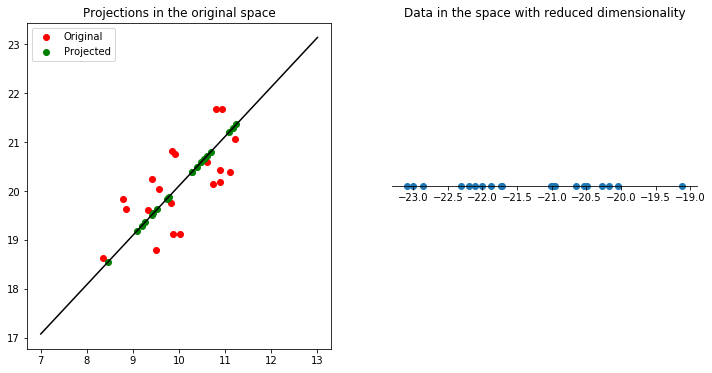 Projections in the original space
Data in the space with reduced dimensionality
Original
Projected
23
22
21
20
19
18
17
7 8 9 10 11 12 13
−23.0 −22.5 −22.0 −21.5 −21.0 −20.5 −20.0 −19.5 −19.0